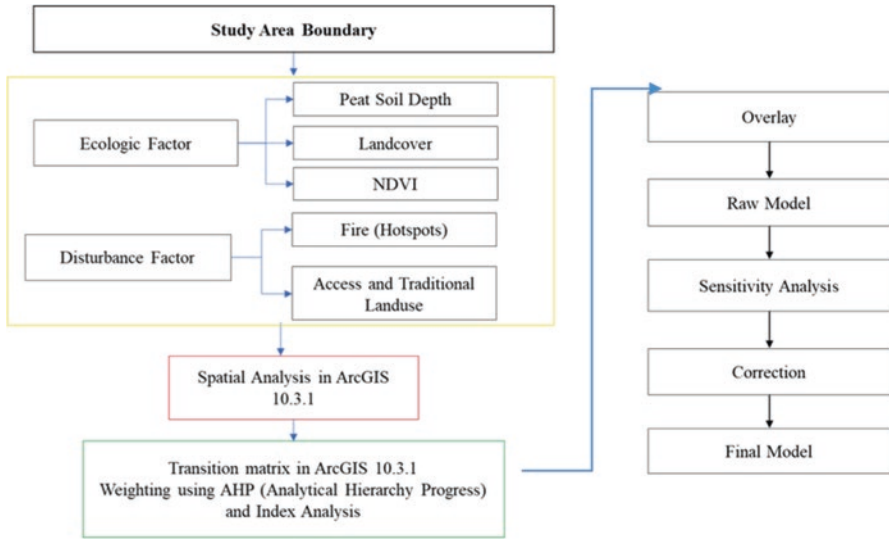 Study Area Boundary
Ecologic Factor
Peat Soil Depth
Landcover
NDVI
Disturbance Factor
Fire (Hotspots)
Access and Traditional
Landuse
Spatial Analysis in ArcGIS
10.3.1
Transition matrix in ArcGIS 10.3.1
Weighting using AHP (Analytical Hierarchy Progress)
and Index Analysis
Overlay
Raw Model
Sensitivity Analysis
Correction
Final Model